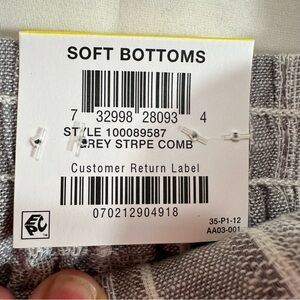 SOFT BOTTOMS
7 32998 28093 4
STYLE 100089587
GREY STRPE COMB
Customer Return Label
070212904918
35-P1-12
AA03-001